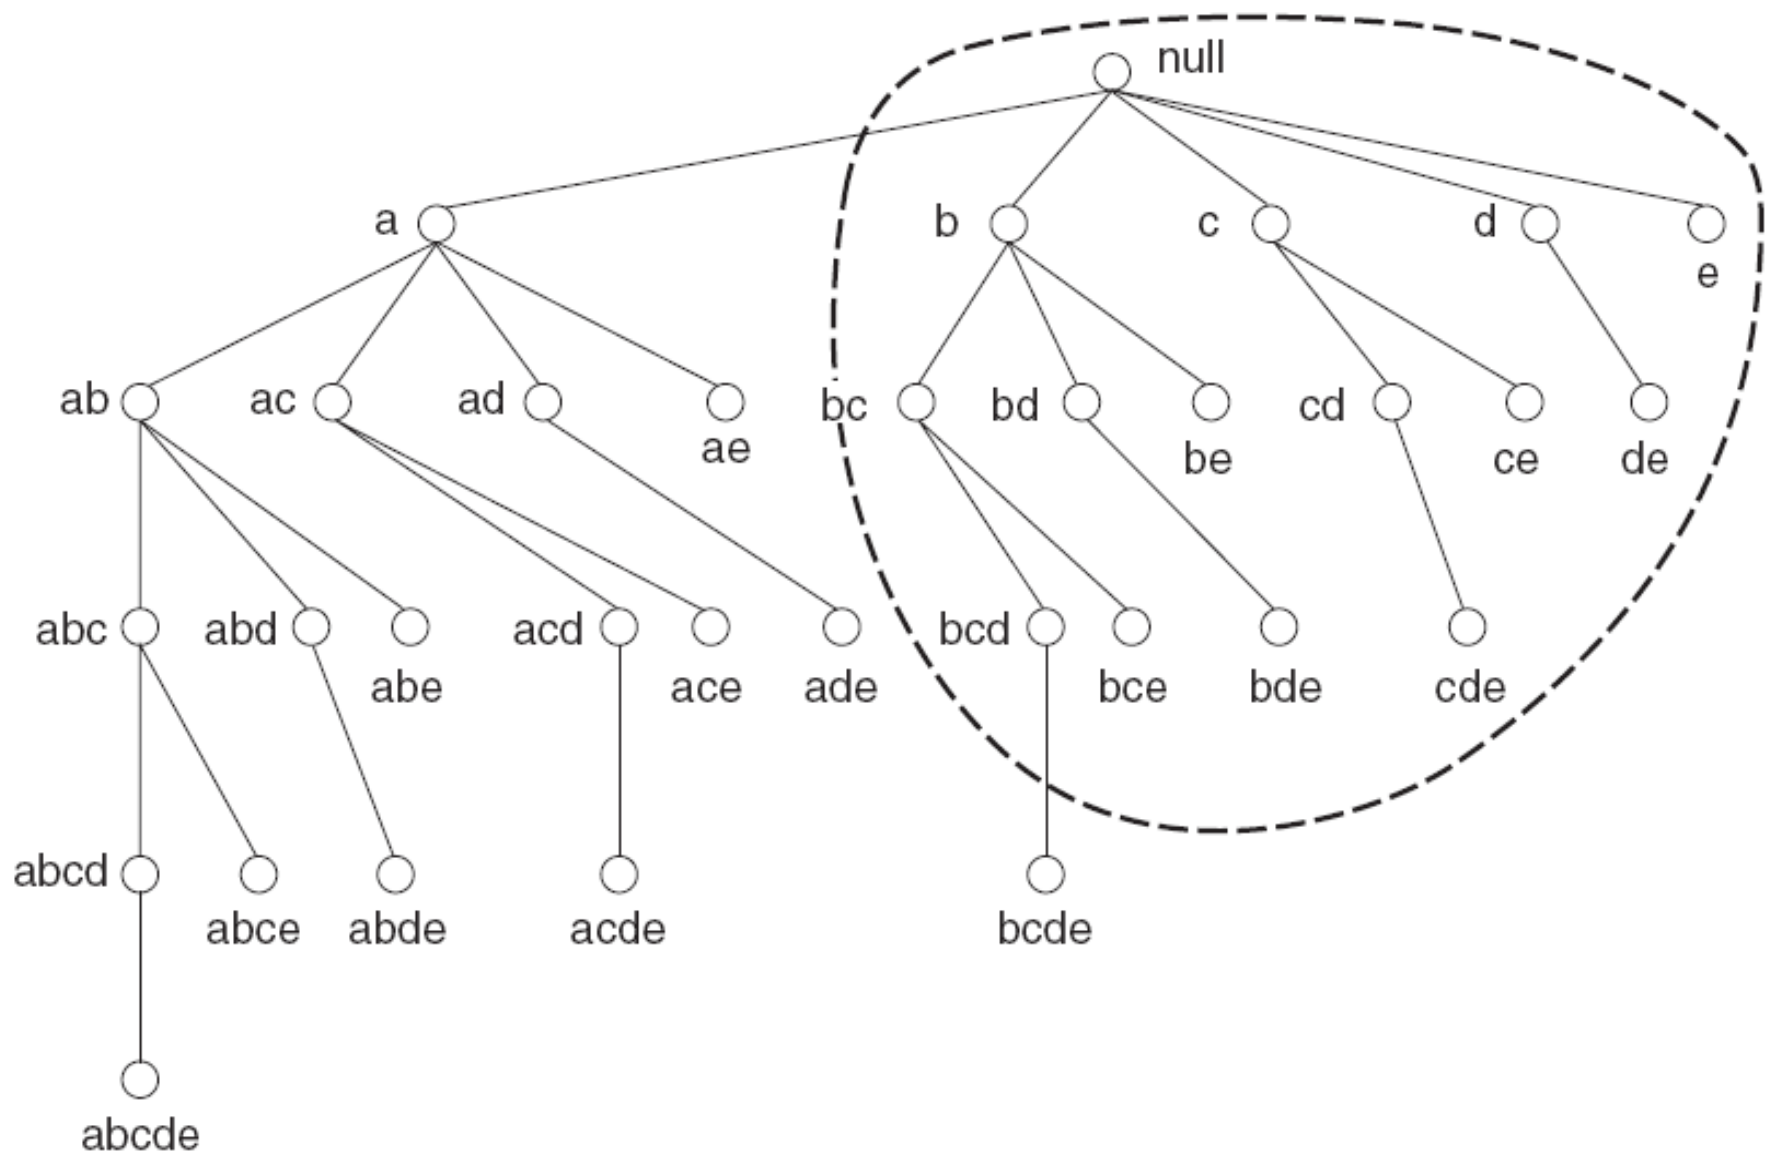 null
a b c d
e
ab ac ad bc bd cd
ae be ce de
abc abd acd bcd
abe ace ade bce bde cde
abcd
abce abde acde bcde
abcde